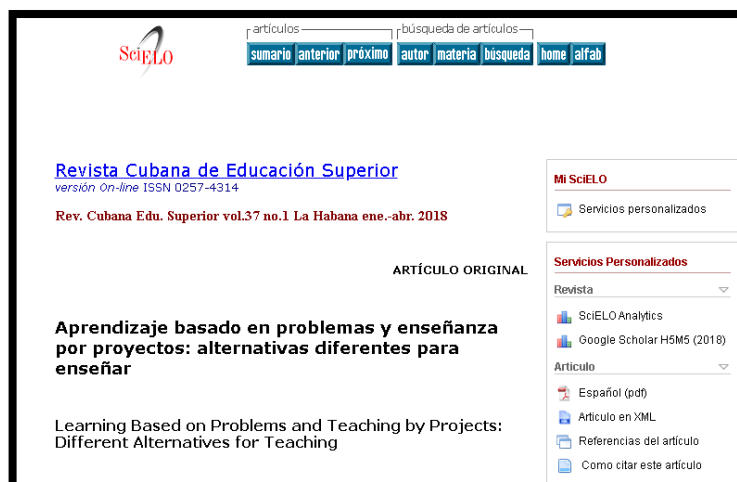 artículos
búsqueda de artículos
SciELO
sumario anterior próximo autor materia búsqueda home alfab
Revista Cubana de Educación Superior
versión On-line ISSN 0257-4314
Rev. Cubana Edu. Superior vol.37 no.1 La Habana ene.-abr. 2018
ARTÍCULO ORIGINAL
Aprendizaje basado en problemas y enseñanza
por proyectos: alternativas diferentes para
enseñar
Learning Based on Problems and Teaching by Projects:
Different Alternatives for Teaching
Mi SciELO
Servicios personalizados
Servicios Personalizados
Revista
SciELO Analytics
Google Scholar H5M5 (2018)
Articulo
Español (pdf)
Articulo en XML
Referencias del artículo
Como citar este artículo